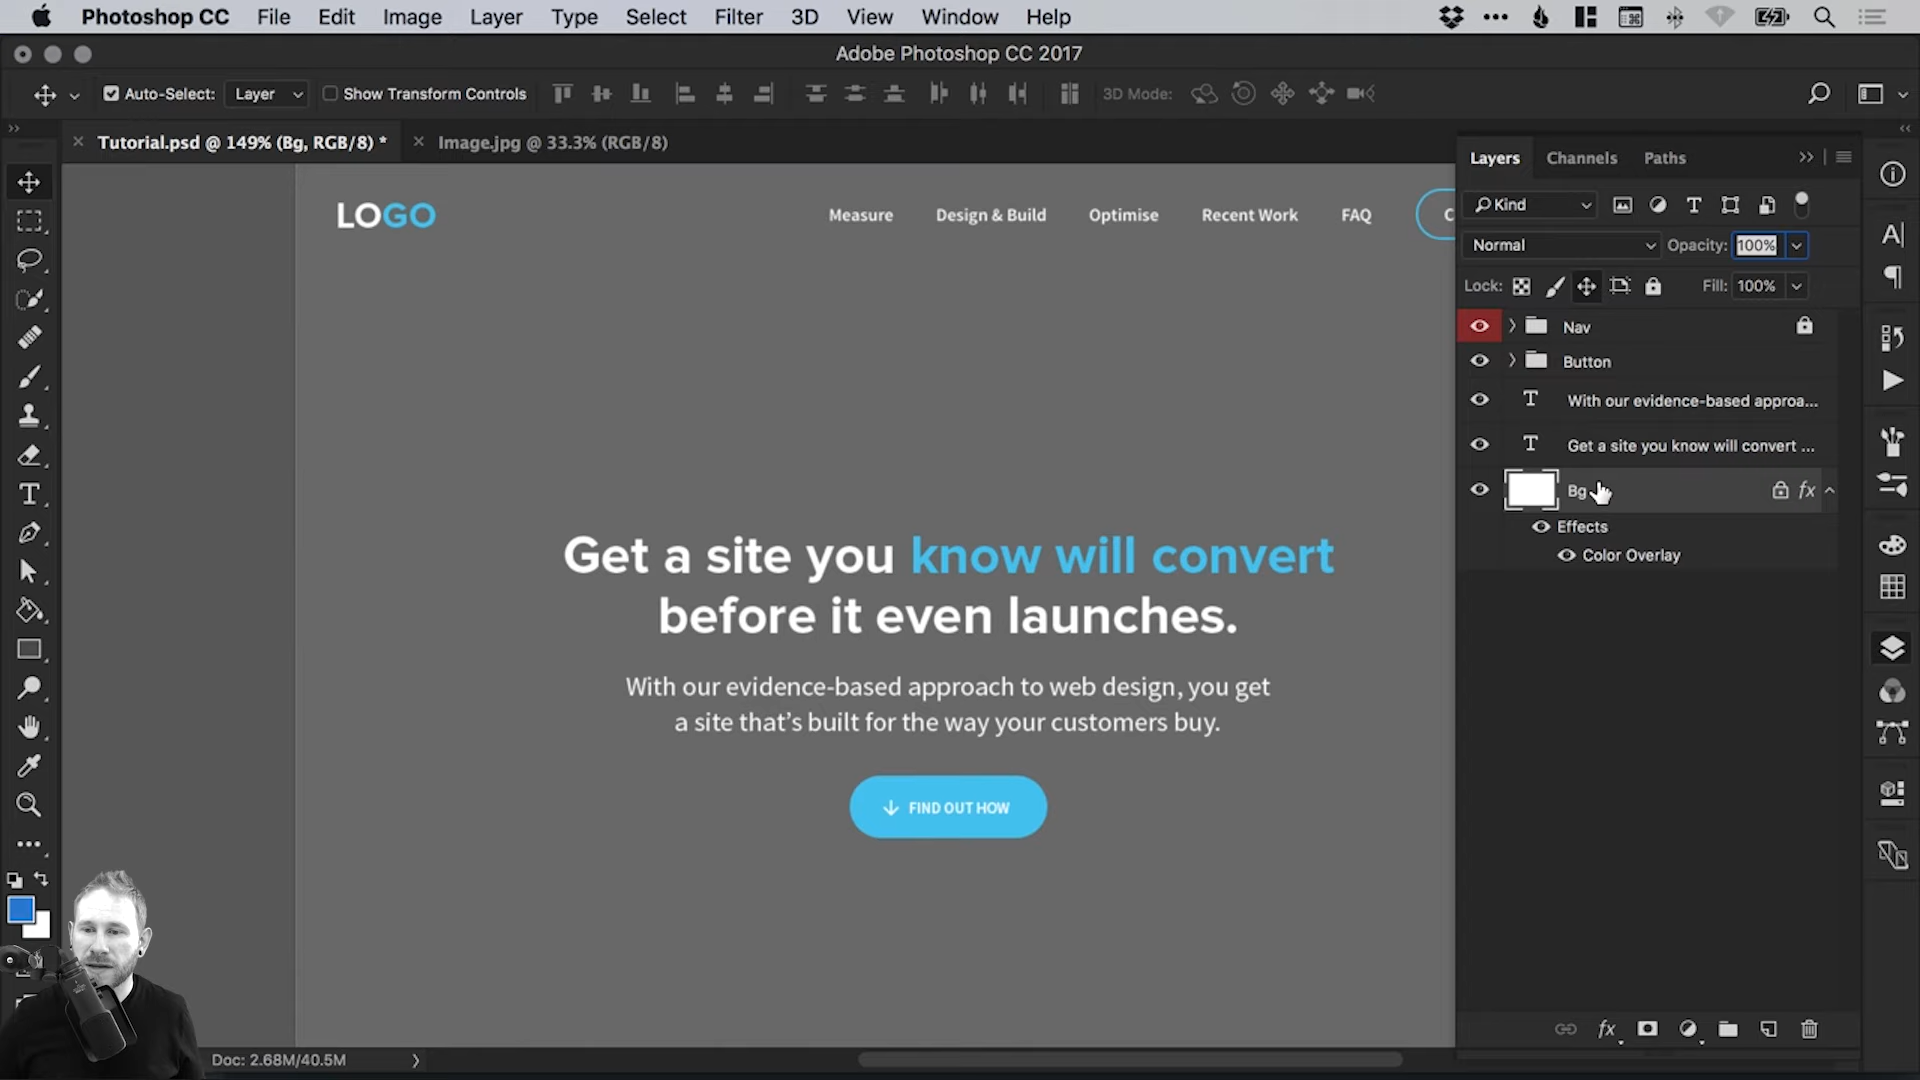 Photoshop CC File Edit Image Layer Type Select Filter 3D View Window Help
Adobe Photoshop CC 2017
Auto-Select: Layer Show Transform Controls 3D Mode:
Tutorial.psd @ 149% (Bg, RGB/8) * Image.jpg @ 33.3% (RGB/8)
LOGO Measure Design & Build Optimise Recent Work FAQ C
Get a site you know will convert
before it even launches.
With our evidence-based approach to web design, you get
a site that’s built for the way your customers buy.
FIND OUT HOW
Layers Channels Paths
Kind
Normal Opacity: 100%
Lock: Fill: 100%
Nav
Button
With our evidence-based approa...
Get a site you know will convert ...
Bg fx
Effects
Color Overlay
fx
Doc: 2.68M/40.5M